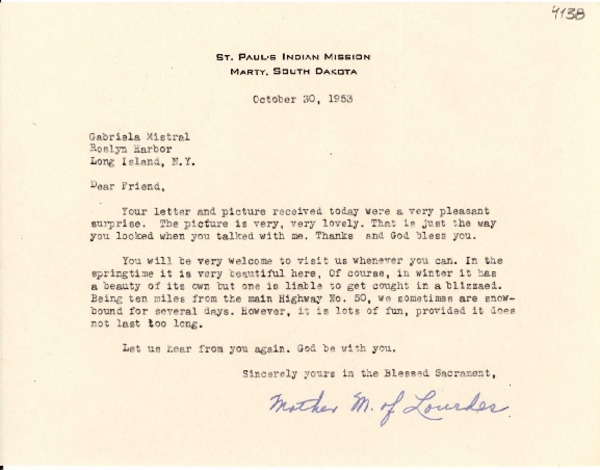 4138
ST. PAUL'S INDIAN MISSION
MARTY, SOUTH DAKOTA
October 30, 1953
Gabriela Mistral
Roslyn Harbor
Long Island, N.Y.
Dear Friend,
Your letter and picture received today were a very pleasant
surprise. The picfure is very, very lovely. That is just the way
you looked when you talked with me. Thanks and God bless you.
You will be very welcome to visit us whenever you can. In the
springtime it is very beautiful here, Of course, in winter it has
a beauty of its own but one is liable to get cought in a blizzaed.
Being ten miles from the main Highway No. 50, we sometimes are snow-
bound for several days. However, it is lots of fun, provided it does
not last too long.
Let us hear from you again. God be with you.
Sincerely yours in the Blessed Sacrament,
Mother M. of Lourdes